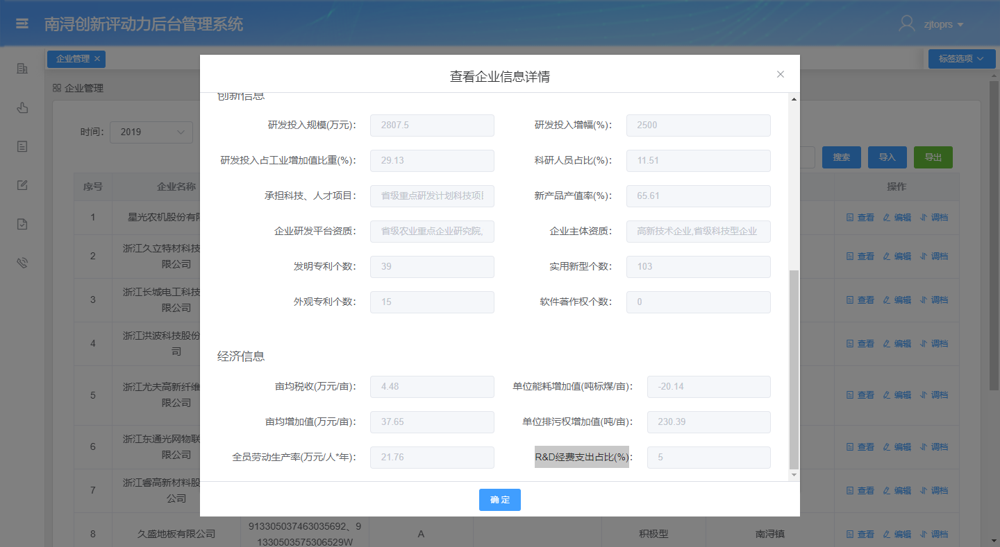 南浔创新评动力后台管理系统
zjtoprs
企业管理
标签选项
企业管理
时间：
2019
搜索
导入
导出
序号
企业名称
操作
1
星光农机股份有
查看 编辑 调档
2
浙江久立特材科技
限公司
查看 编辑 调档
3
浙江长城电工科技
限公司
查看 编辑 调档
4
浙江洪波科技股份
司
查看 编辑 调档
5
浙江尤夫高新纤维
限公司
查看 编辑 调档
6
浙江东通光网物联
限公司
查看 编辑 调档
7
浙江睿高新材料股
公司
查看 编辑 调档
8
久盛地板有限公司
913305037463035692、9
1330503575306529W
A
积极型
南浔镇
查看 编辑 调档
查看企业信息详情
创新信息
研发投入规模(万元)： 2807.5
研发投入增幅(%)： 2500
研发投入占工业增加值比重(%)： 29.13
科研人员占比(%)： 11.51
承担科技、人才项目： 省级重点研发计划科技项
新产品产值率(%)： 65.61
企业研发平台资质： 省级农业重点企业研究院,
企业主体资质： 高新技术企业,省级科技型企业
发明专利个数： 39
实用新型个数： 103
外观专利个数： 15
软件著作权个数： 0
经济信息
亩均税收(万元/亩)： 4.48
单位能耗增加值(吨标煤/亩)： -20.14
亩均增加值(万元/亩)： 37.65
单位排污权增加值(吨/亩)： 230.39
全员劳动生产率(万元/人*年)： 21.76
R&D经费支出占比(%)： 5
确 定